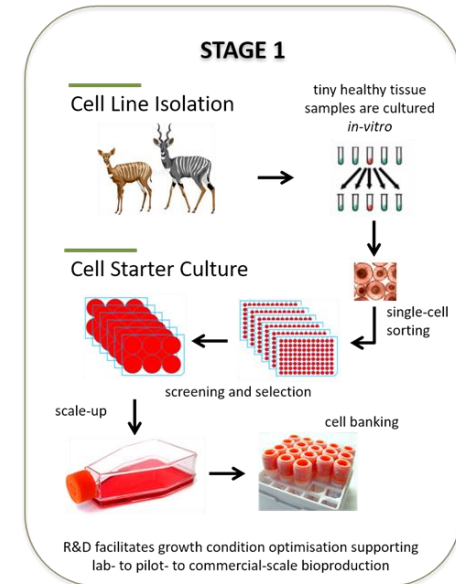 STAGE 1
Cell Line Isolation
tiny healthy tissue
samples are cultured
in-vitro
Cell Starter Culture
single-cell
sorting
screening and selection
scale-up
cell banking
R&D facilitates growth condition optimisation supporting
lab- to pilot- to commercial-scale bioproduction